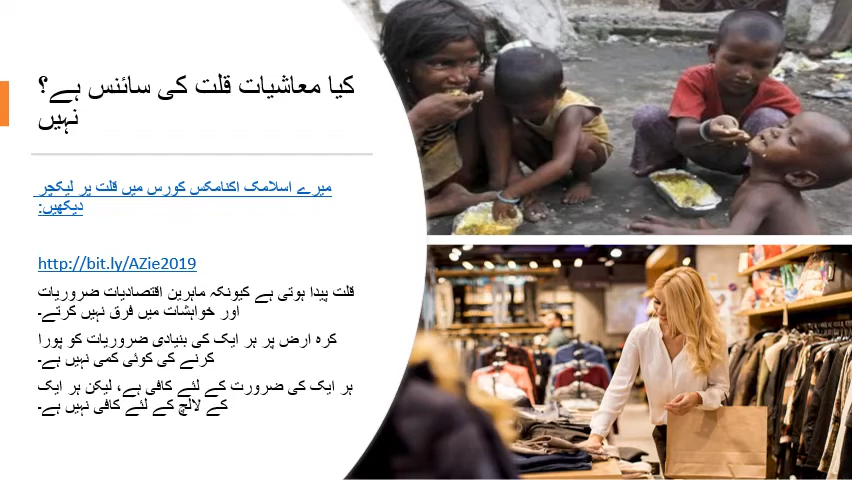 کیا معاشیات قلت کی سائنس ہے؟
نہیں
میرے اسلامک اکنامکس کورس میں قلت پر لیکچر
دیکھیں:
http://bit.ly/AZie2019
قلت پیدا ہوتی ہے کیونکہ ماہرین اقتصادیات ضروریات
اور خواہشات میں فرق نہیں کرتے۔
کرہ ارض پر ہر ایک کی بنیادی ضروریات کو پورا
کرنے کی کوئی کمی نہیں ہے۔
ہر ایک کی ضرورت کے لئے کافی ہے، لیکن ہر ایک
کے لالچ کے لئے کافی نہیں ہے۔